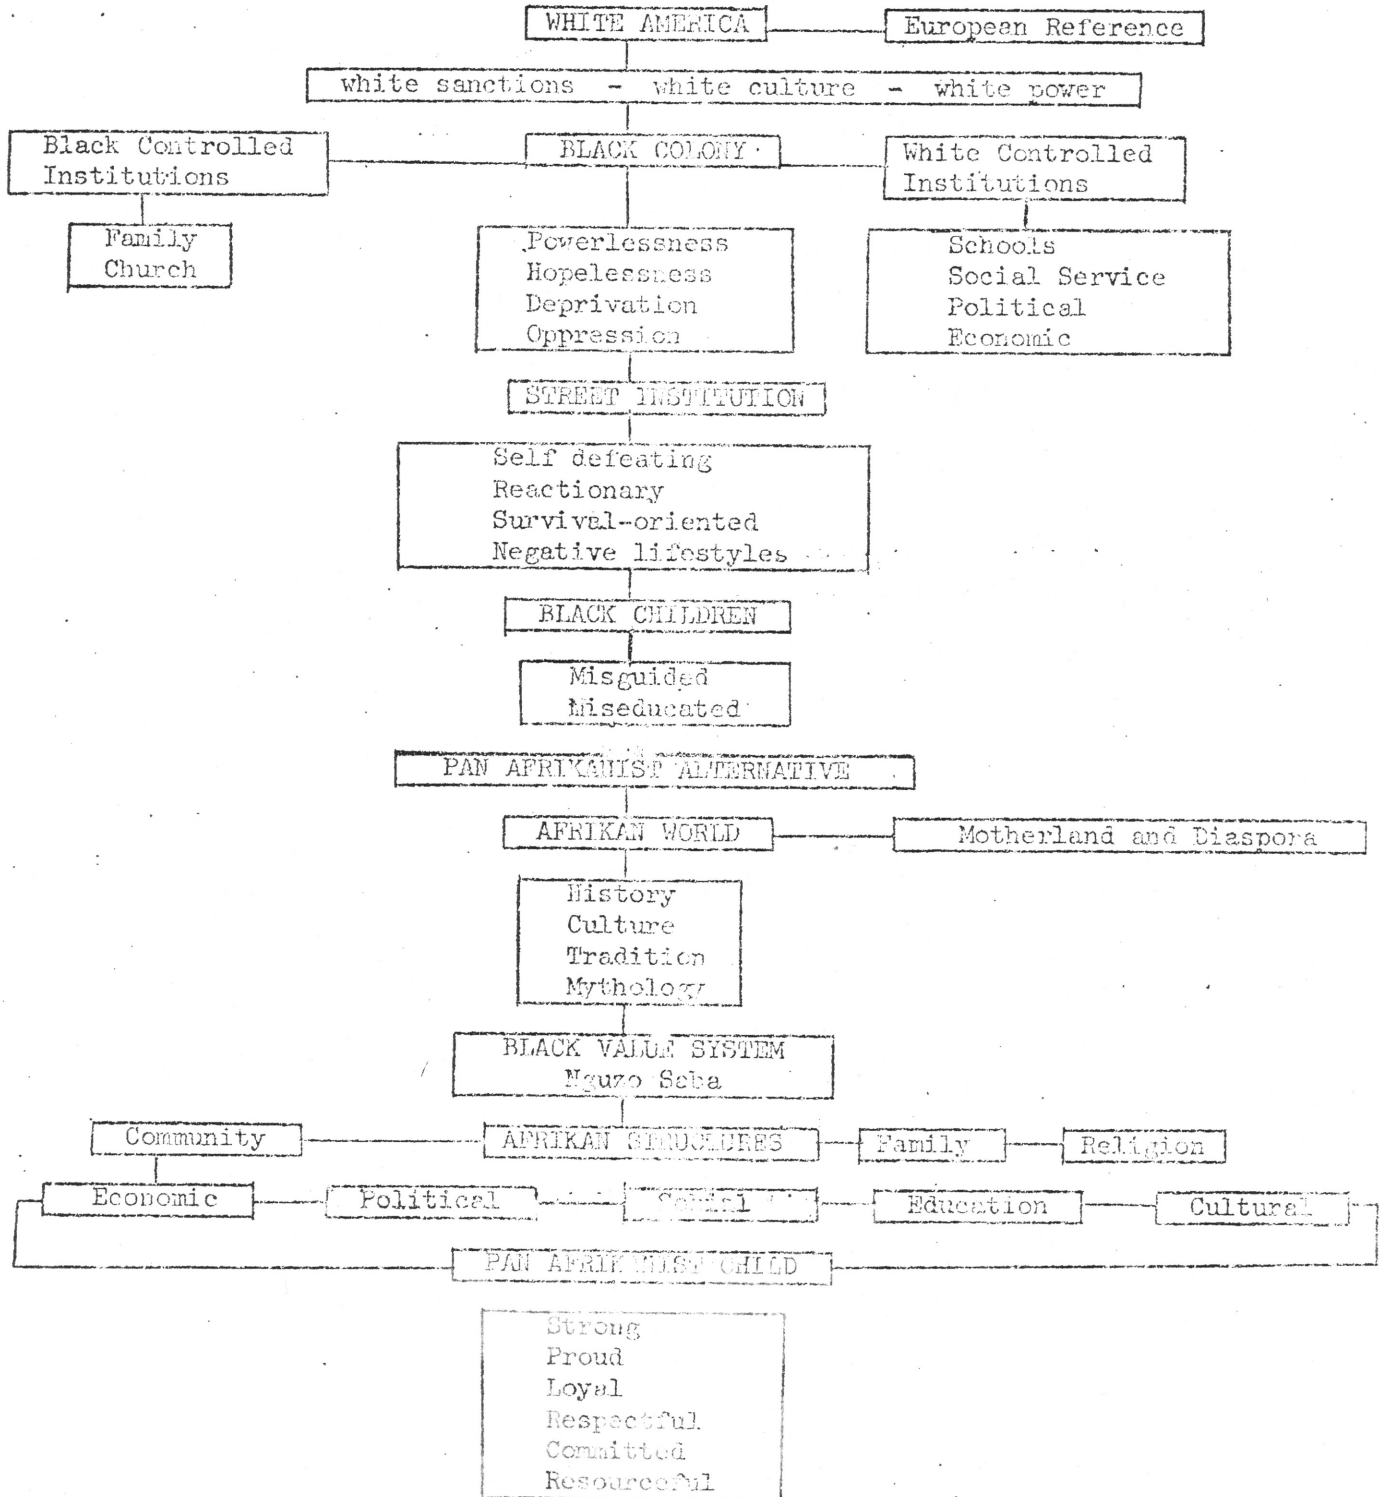 WHITE AMERICA
European Reference
white sanctions - white culture - white power
Black Controlled
Institutions
BLACK COLONY
White Controlled
Institutions
Family
Church
Powerlessness
Hopelessness
Deprivation
Oppression
Schools
Social Service
Political
Economic
STREET INSTITUTION
Self defeating
Reactionary
Survival-oriented
Negative lifestyles
BLACK CHILDREN
Misguided
Miseducated
PAN AFRIKANIST ALTERNATIVE
AFRIKAN WORLD
Motherland and Diaspora
History
Culture
Tradition
Mythology
BLACK VALUE SYSTEM
Nguzo Saba
Community
AFRIKAN STRUCTURES
Family
Religion
Economic
Political
Social
Education
Cultural
PAN AFRIKANIST CHILD
Strong
Proud
Loyal
Respectful
Committed
Resourceful